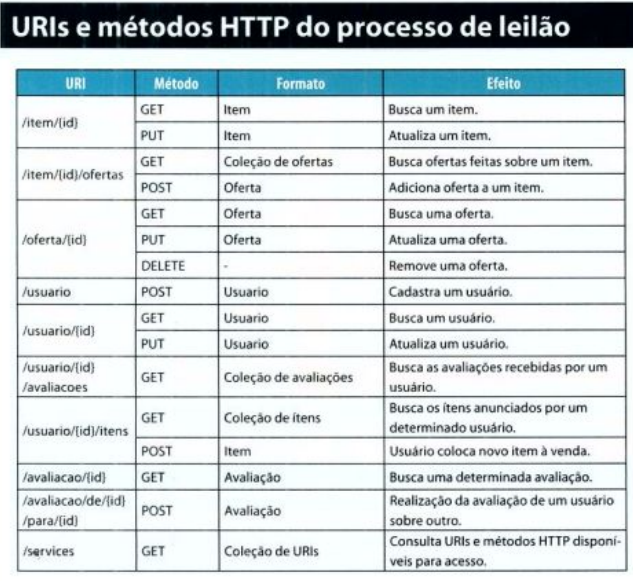 URIs e métodos HTTP do processo de leilão
URI Método Formato Efeito
/item/{id} GET Item Busca um item.
PUT Item Atualiza um ítem.
/item/{id}/ofertas GET Coleção de ofertas Busca ofertas feitas sobre um item.
POST Oferta Adiciona oferta a um item.
/oferta/{id} GET Oferta Busca uma oferta.
PUT Oferta Atualiza uma oferta.
DELETE - Remove uma oferta.
/usuario POST Usuario Cadastra um usuário.
/usuario/{id} GET Usuario Busca um usuário.
PUT Usuario Atualiza um usuário.
/usuario/{id}
/avaliacoes GET Coleção de avaliações Busca as avaliações recebidas por um
usuário.
/usuario/{id}/itens GET Coleção de ítens Busca os ítens anunciados por um
determinado usuário.
POST Item Usuário coloca novo item à venda.
/avaliacao/{id} GET Avaliação Busca uma determinada avaliação.
/avaliacao/de/{id}
/para/{id} POST Avaliação Realização da avaliação de um usuário
sobre outro.
/services GET Coleção de URIs Consulta URIs e métodos HTTP disponí-
veis para acesso.